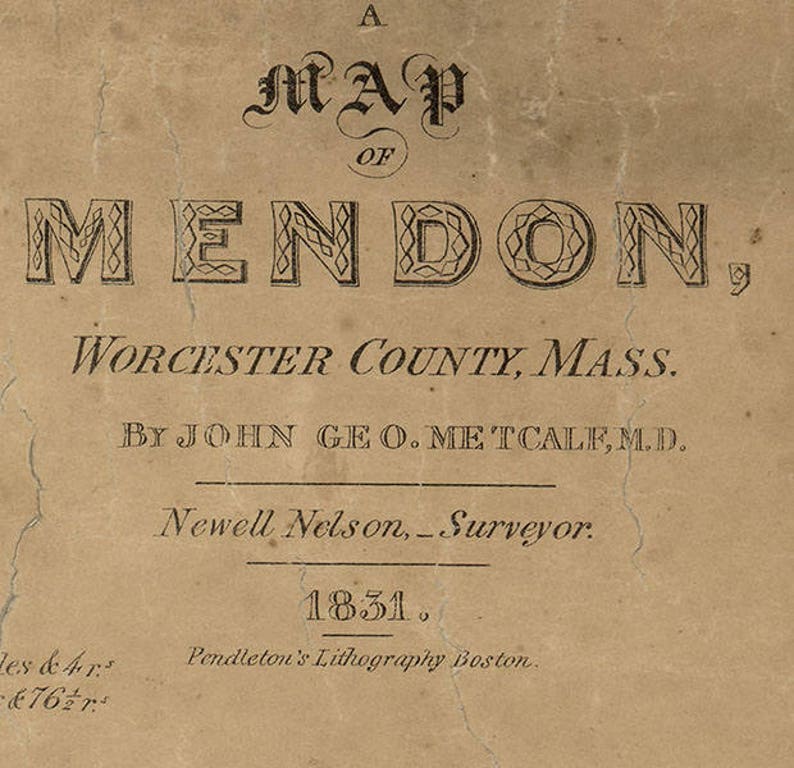 A
MAP
OF
MENDON,
WORCESTER COUNTY, MASS.
BY JOHN GEO. METCALF, M.D.
Newell Nelson, – Surveyor.
1831.
Pendleton's Lithography Boston.
& 4 r.s
& 76½ r.s